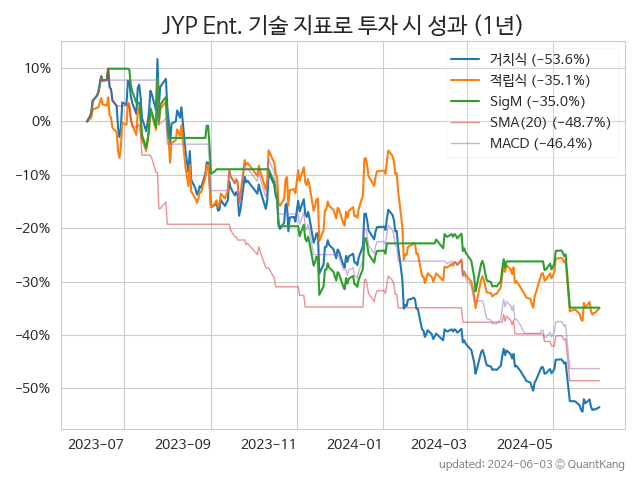 JYP Ent. 기술 지표로 투자 시 성과 (1년)
거치식 (−53.6%)
적립식 (−35.1%)
SigM (−35.0%)
SMA(20) (−48.7%)
MACD (−46.4%)
10%
0%
−10%
−20%
−30%
−40%
−50%
2023-07 2023-09 2023-11 2024-01 2024-03 2024-05
updated: 2024-06-03 ⓒ QuantKang